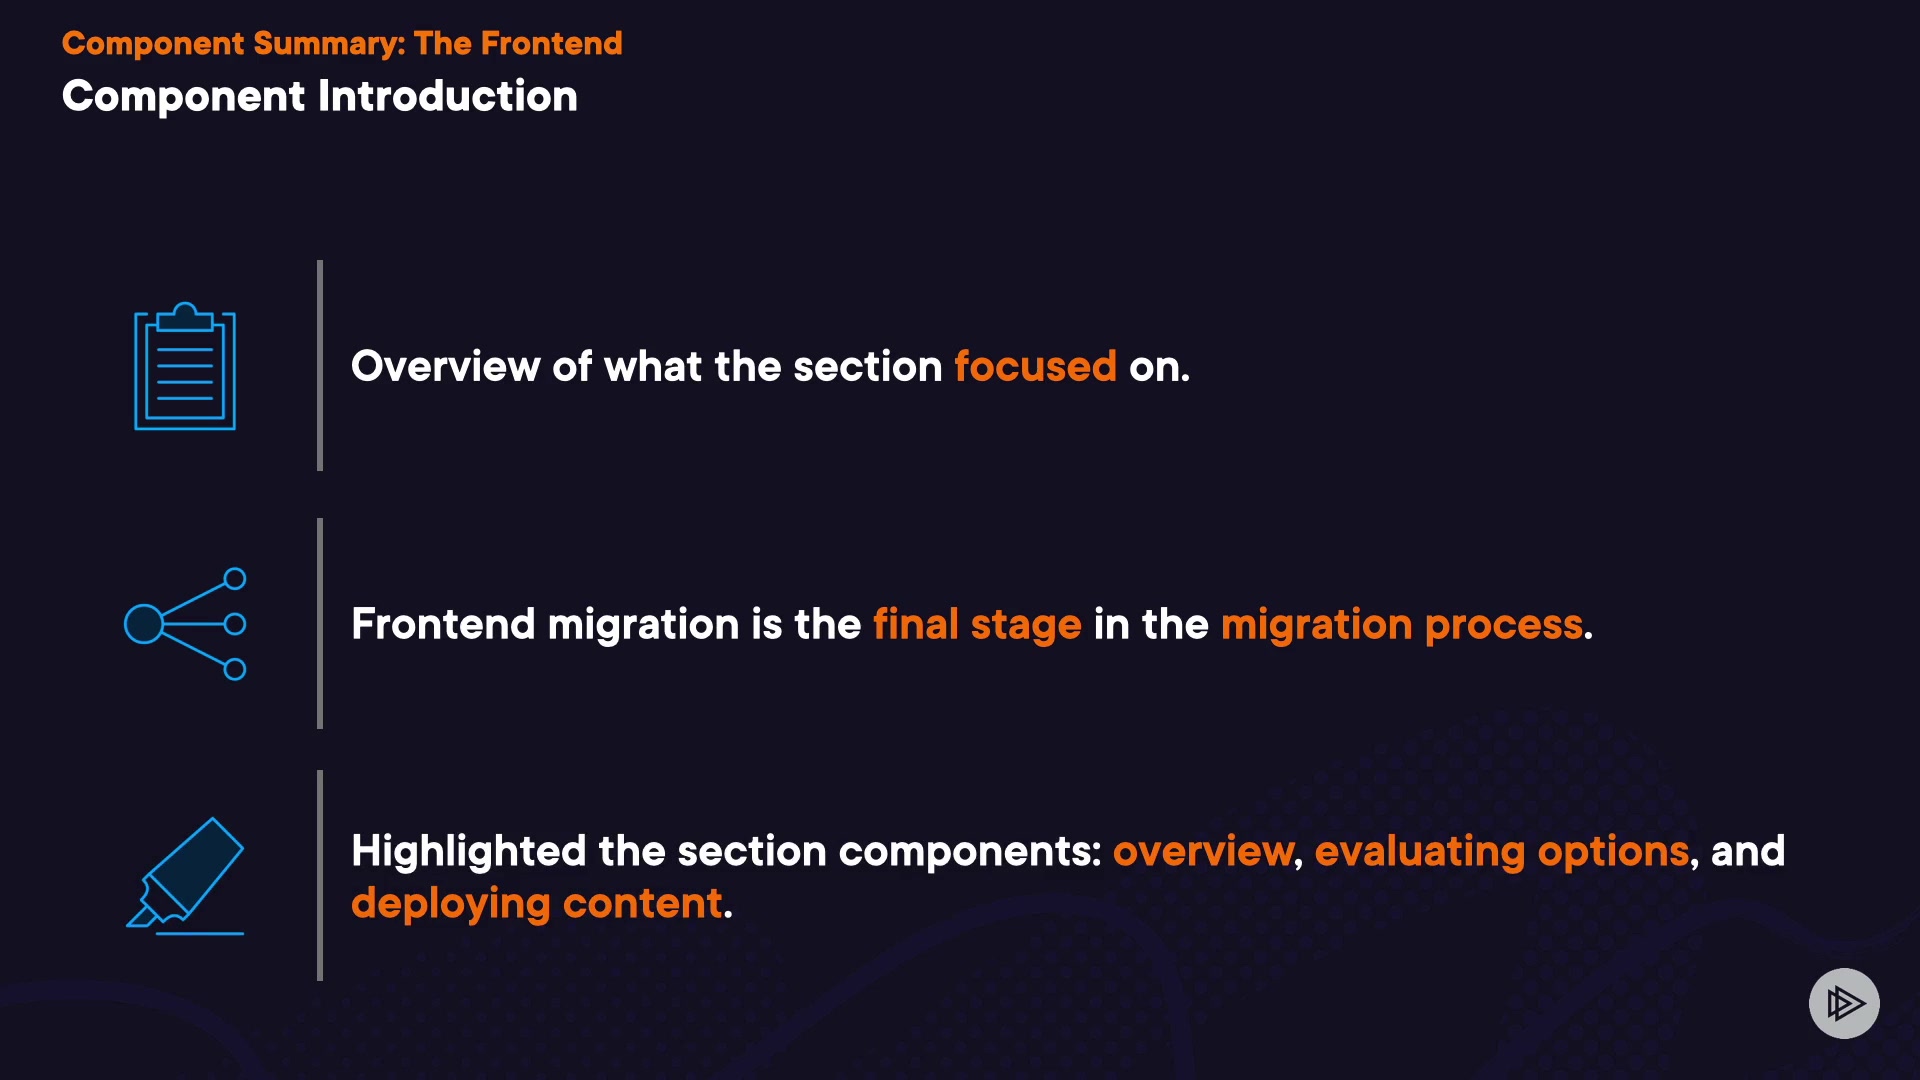 Component Summary: The Frontend
Component Introduction
Overview of what the section focused on.
Frontend migration is the final stage in the migration process.
Highlighted the section components: overview, evaluating options, and
deploying content.